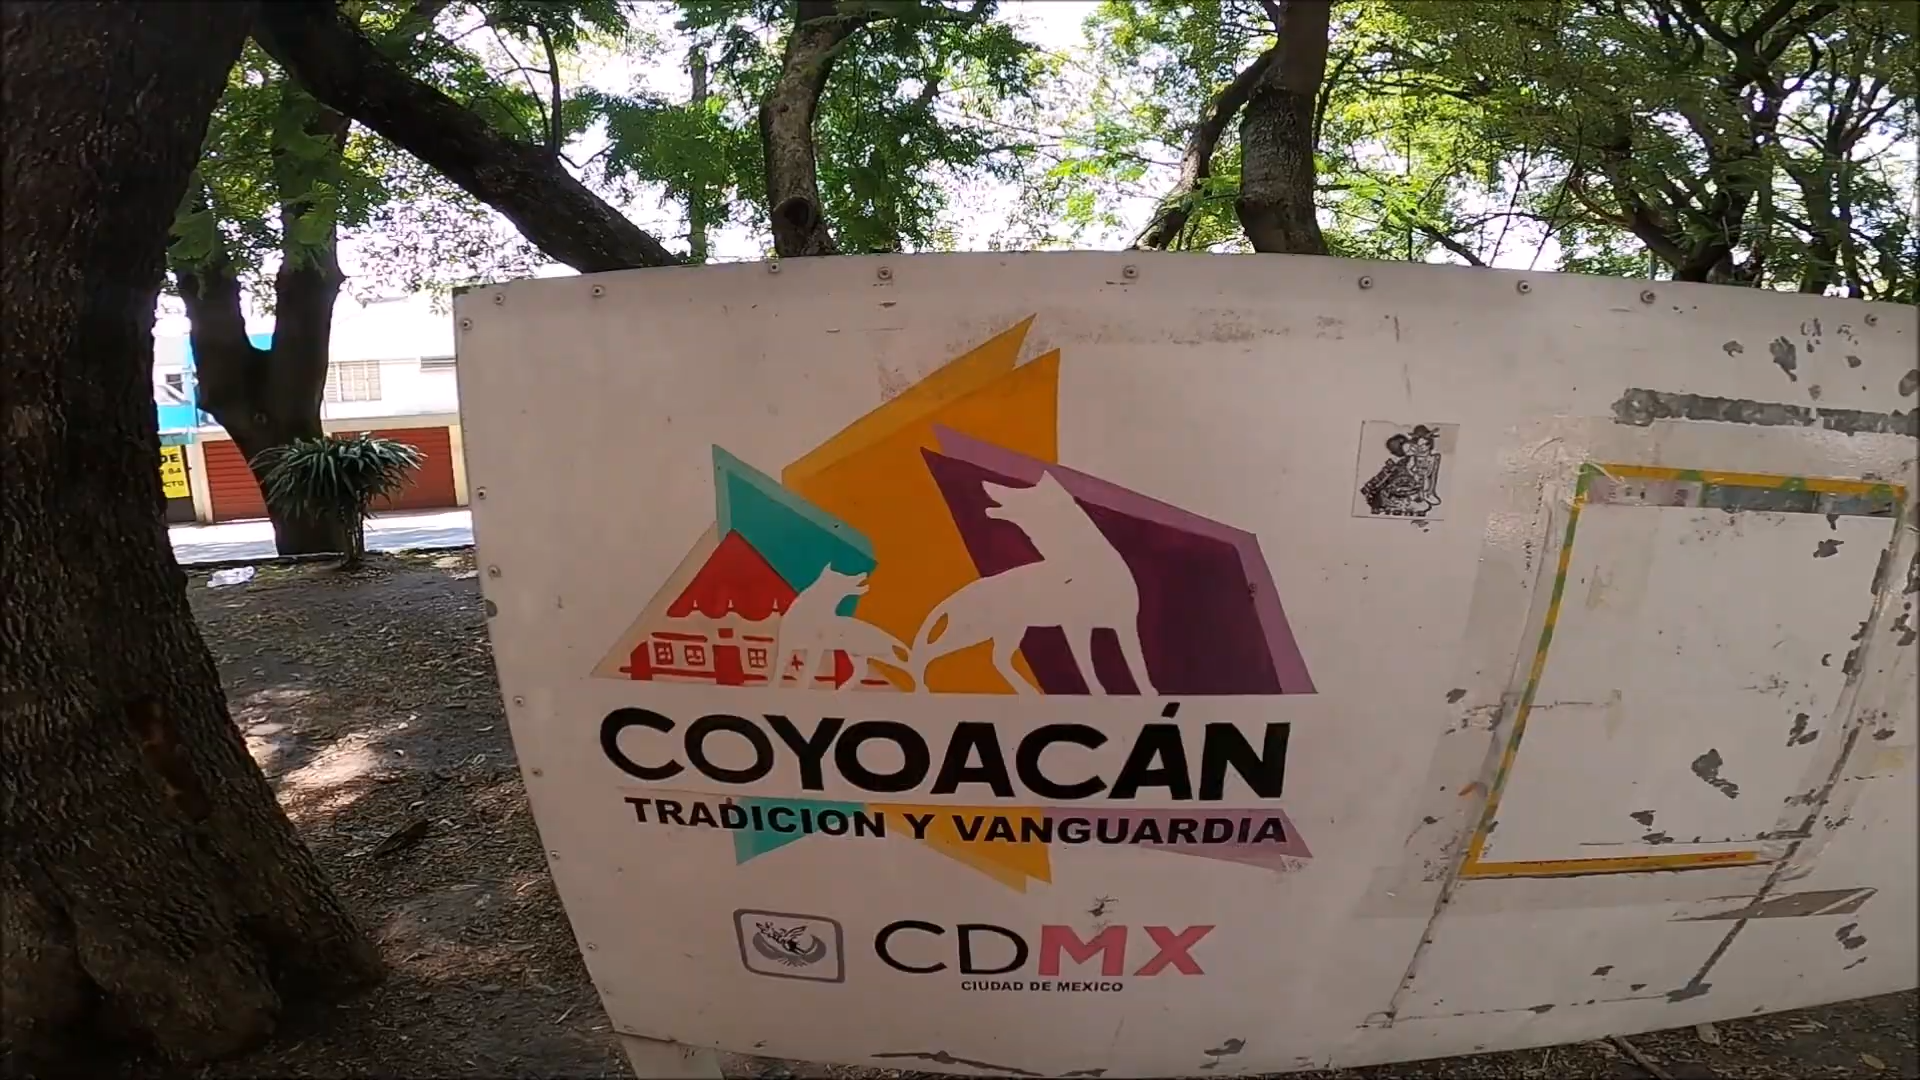 COYOACÁN
TRADICION Y VANGUARDIA
CDMX
CIUDAD DE MEXICO